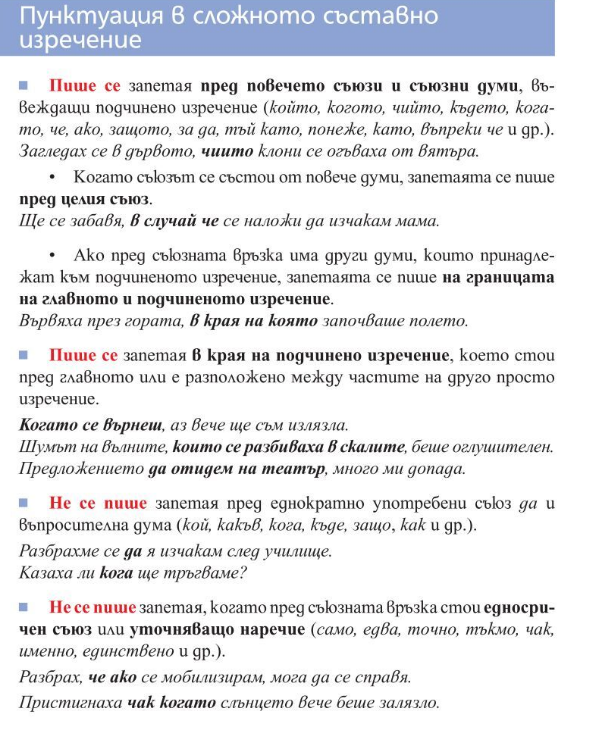 Пунктуация в сложното съставно
изречение
Пише се запетая пред повечето съюзи и съюзни думи, въ-
веждащи подчинено изречение (който, когото, чийто, където, кога-
то, че, ако, защото, за да, тъй като, понеже, като, въпреки че и др.).
Загледах се в дървото, чиито клони се огъваха от вятъра.
• Когато съюзът се състои от повече думи, запетаята се пише
пред целия съюз.
Ще се забавя, в случай че се наложи да изчакам мама.
• Ако пред съюзната връзка има други думи, които принадле-
жат към подчиненото изречение, запетаята се пише на границата
на главното и подчиненото изречение.
Вървяха през гората, в края на която започваше полето.
Пише се запетая в края на подчинено изречение, което стои
пред главното или е разположено между частите на друго просто
изречение.
Когато се върнеш, аз вече ще съм излязла.
Шумът на вълните, които се разбиваха в скалите, беше оглушителен.
Предложението да отидем на театър, много ми допада.
Не се пише запетая пред еднократно употребени съюз да и
въпросителна дума (кой, какъв, кога, къде, защо, как и др.).
Разбрахме се да я изчакам след училище.
Казаха ли кога ще тръгваме?
Не се пише запетая, когато пред съюзната връзка стои едносри-
чен съюз или уточняващо наречие (само, едва, точно, тъкмо, чак,
именно, единствено и др.).
Разбрах, че ако се мобилизирам, мога да се справя.
Пристигнаха чак когато слънцето вече беше залязло.